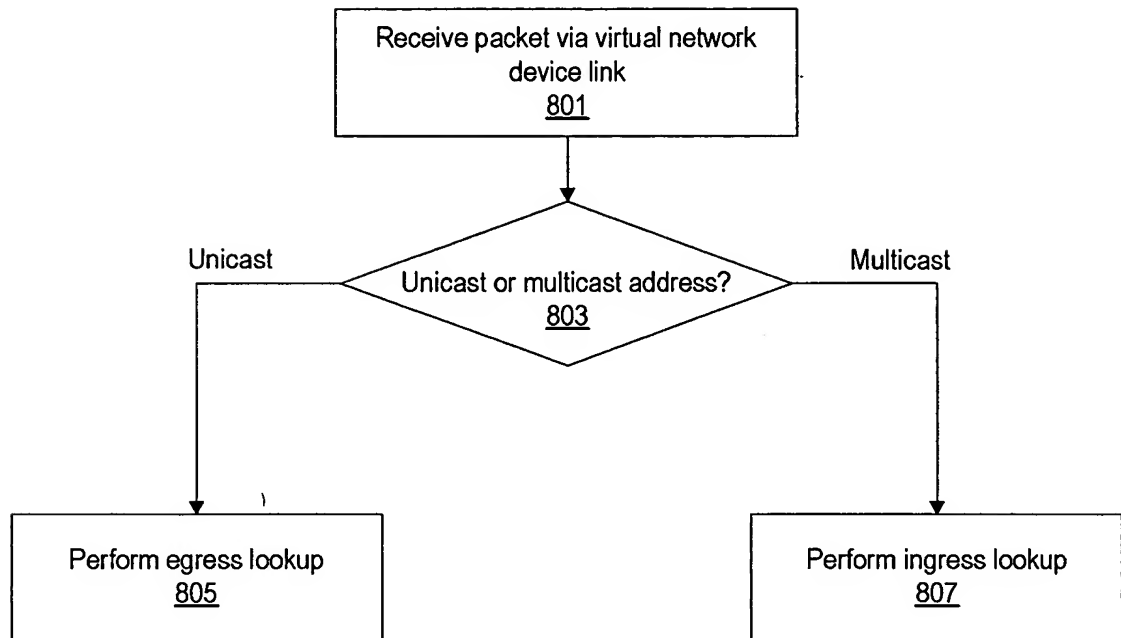 Receive packet via virtual network
device link
801
Unicast
Multicast
Unicast or multicast address?
803
Perform egress lookup
805
Perform ingress lookup
807